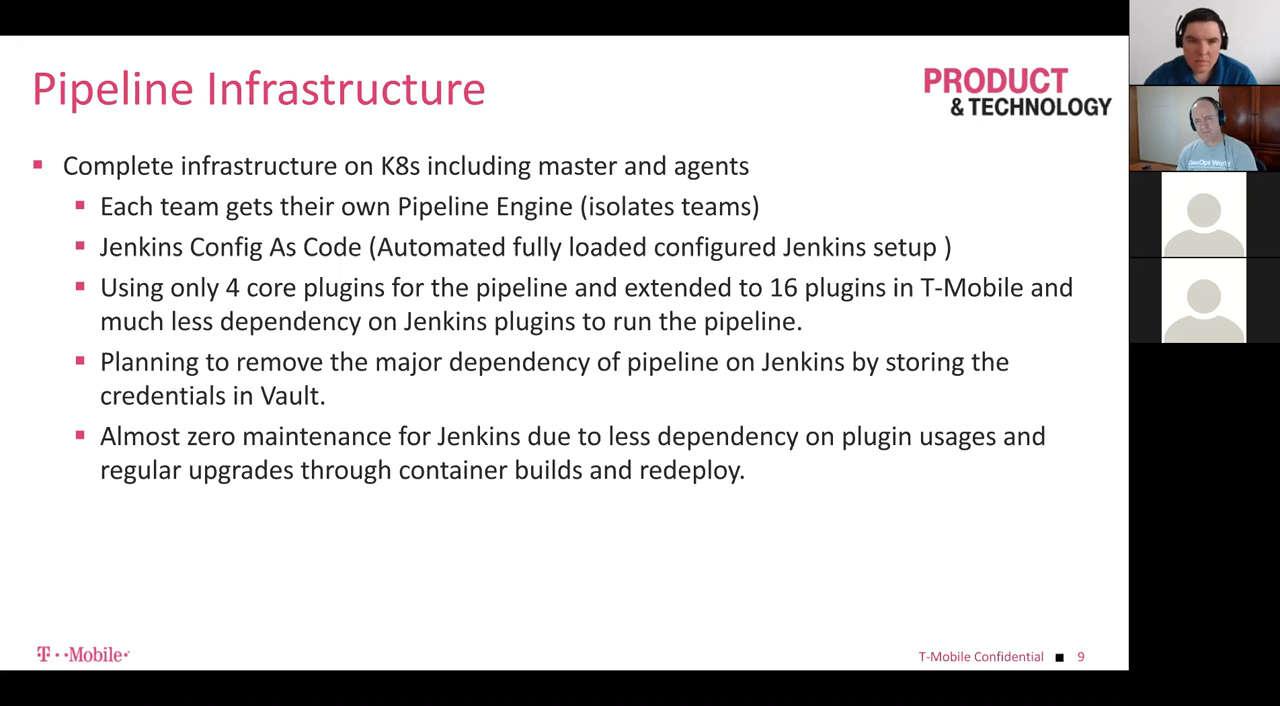 Pipeline Infrastructure
PRODUCT
& TECHNOLOGY
Complete infrastructure on K8s including master and agents
Each team gets their own Pipeline Engine (isolates teams)
Jenkins Config As Code (Automated fully loaded configured Jenkins setup )
Using only 4 core plugins for the pipeline and extended to 16 plugins in T-Mobile and
much less dependency on Jenkins plugins to run the pipeline.
Planning to remove the major dependency of pipeline on Jenkins by storing the
credentials in Vault.
Almost zero maintenance for Jenkins due to less dependency on plugin usages and
regular upgrades through container builds and redeploy.
T··Mobile·
T-Mobile Confidential ■ 9
DevOps World